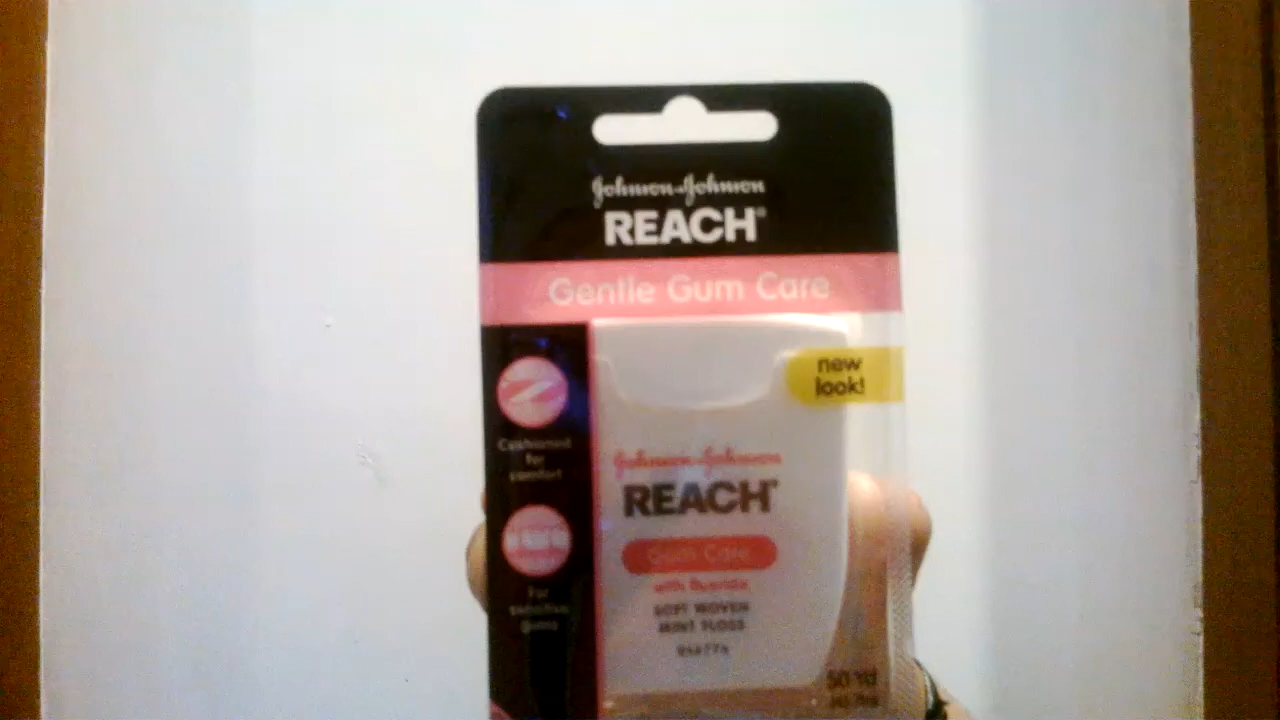 Johnson & Johnson
REACH®
Gentle Gum Care
new
look!
Cushioned
for
comfort
Johnson & Johnson
REACH®
Gum Care
with fluoride
SOFT WOVEN
MINT FLOSS
For
sensitive
gums
50 Yd